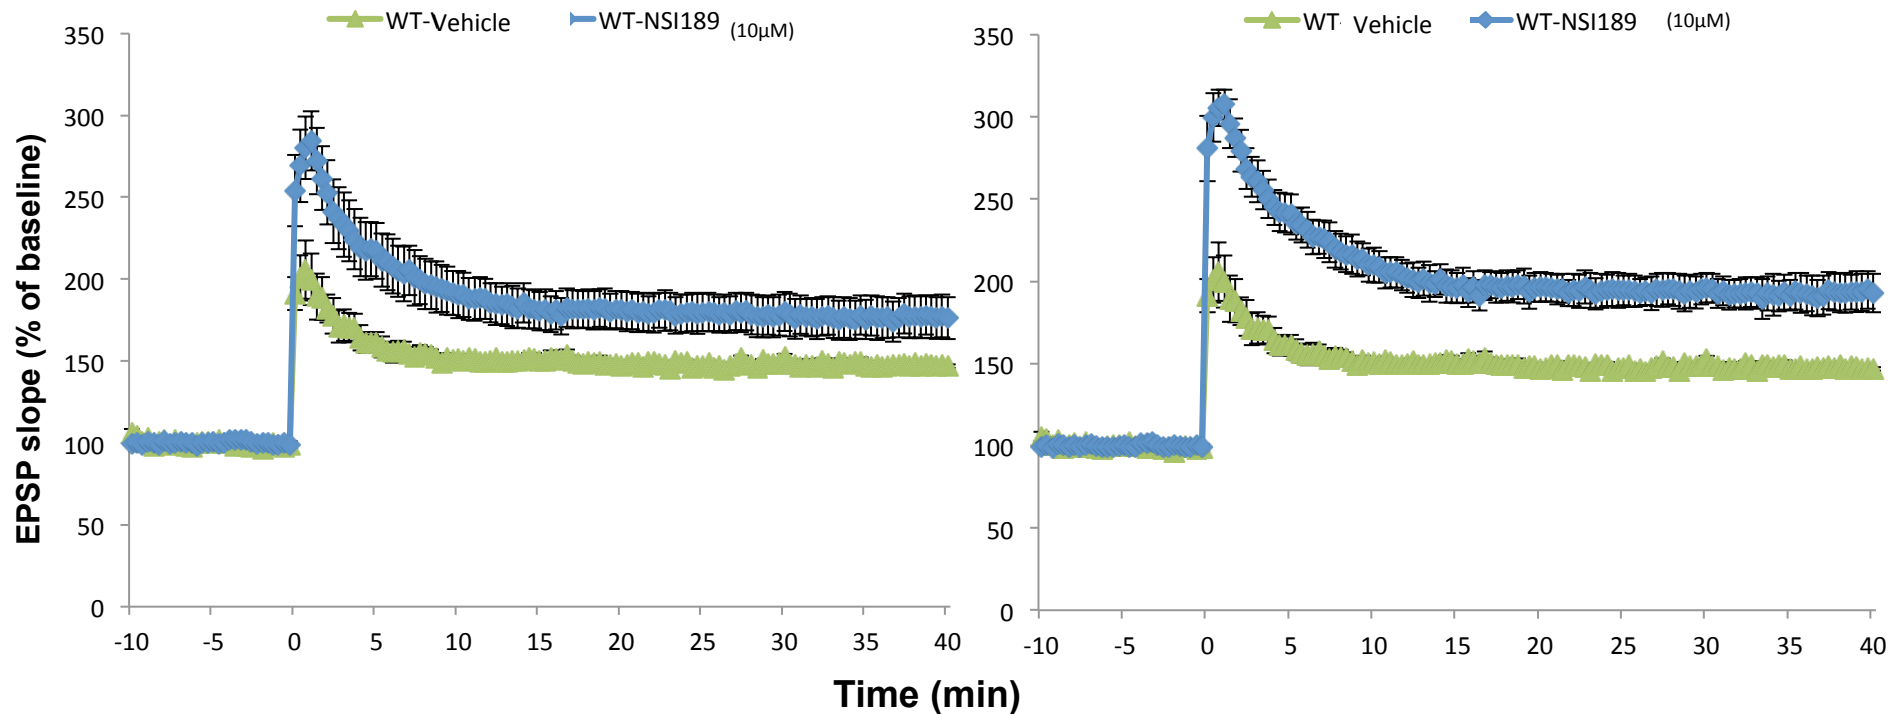 WT-Vehicle WT-NSI189 (10µM)
WT- Vehicle WT-NSI189 (10µM)
EPSP slope (% of baseline)
350
300
250
200
150
100
50
0
-10 -5 0 5 10 15 20 25 30 35 40
350
300
250
200
150
100
50
0
-10 -5 0 5 10 15 20 25 30 35 40
Time (min)